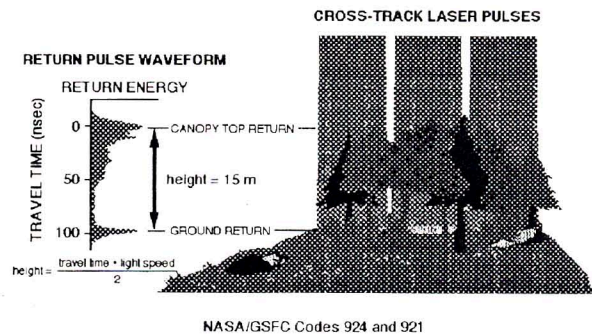 CROSS-TRACK LASER PULSES
RETURN PULSE WAVEFORM
RETURN ENERGY
TRAVEL TIME (nsec)
0
CANOPY TOP RETURN
50
height = 15 m
100
GROUND RETURN
height = travel time • light speed
2
NASA/GSFC Codes 924 and 921